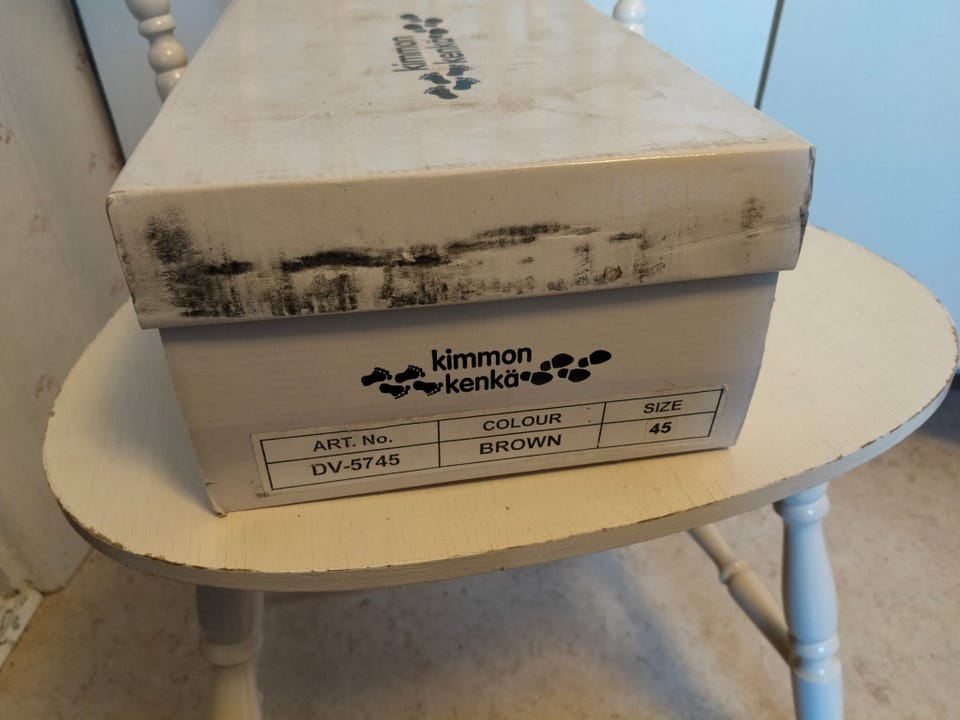 kimmon
kenkä
kimmon
kenkä
ART. No. COLOUR SIZE
DV-5745 BROWN 45